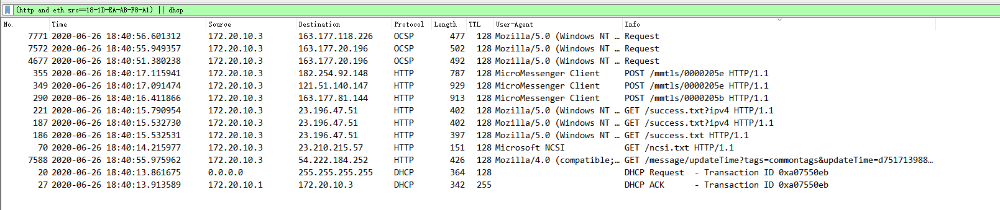 (http and eth.src==18-1D-EA-AB-F8-A1) || dhcp
No. Time Source Destination Protocol Length TTL User-Agent Info
7771 2020-06-26 18:40:56.601312 172.20.10.3 163.177.118.226 OCSP 477 128 Mozilla/5.0 (Windows NT … Request
7572 2020-06-26 18:40:55.949357 172.20.10.3 163.177.20.196 OCSP 502 128 Mozilla/5.0 (Windows NT … Request
4677 2020-06-26 18:40:51.380238 172.20.10.3 163.177.20.196 OCSP 492 128 Mozilla/5.0 (Windows NT … Request
355 2020-06-26 18:40:17.115941 172.20.10.3 182.254.92.148 HTTP 787 128 MicroMessenger Client POST /mmtls/0000205e HTTP/1.1
349 2020-06-26 18:40:17.091474 172.20.10.3 121.51.140.147 HTTP 929 128 MicroMessenger Client POST /mmtls/0000205e HTTP/1.1
290 2020-06-26 18:40:16.411866 172.20.10.3 163.177.81.144 HTTP 913 128 MicroMessenger Client POST /mmtls/0000205b HTTP/1.1
221 2020-06-26 18:40:15.790954 172.20.10.3 23.196.47.51 HTTP 402 128 Mozilla/5.0 (Windows NT … GET /success.txt?ipv4 HTTP/1.1
187 2020-06-26 18:40:15.532730 172.20.10.3 23.196.47.51 HTTP 402 128 Mozilla/5.0 (Windows NT … GET /success.txt?ipv4 HTTP/1.1
186 2020-06-26 18:40:15.532531 172.20.10.3 23.196.47.51 HTTP 397 128 Mozilla/5.0 (Windows NT … GET /success.txt HTTP/1.1
70 2020-06-26 18:40:14.215977 172.20.10.3 23.210.215.57 HTTP 151 128 Microsoft NCSI GET /ncsi.txt HTTP/1.1
7588 2020-06-26 18:40:55.975962 172.20.10.3 54.222.184.252 HTTP 426 128 Mozilla/4.0 (compatible;… GET /message/updateTime?tags=commontags&updateTime=d751713988…
20 2020-06-26 18:40:13.861675 0.0.0.0 255.255.255.255 DHCP 364 128 DHCP Request - Transaction ID 0xa07550eb
27 2020-06-26 18:40:13.913589 172.20.10.1 172.20.10.3 DHCP 342 255 DHCP ACK - Transaction ID 0xa07550eb